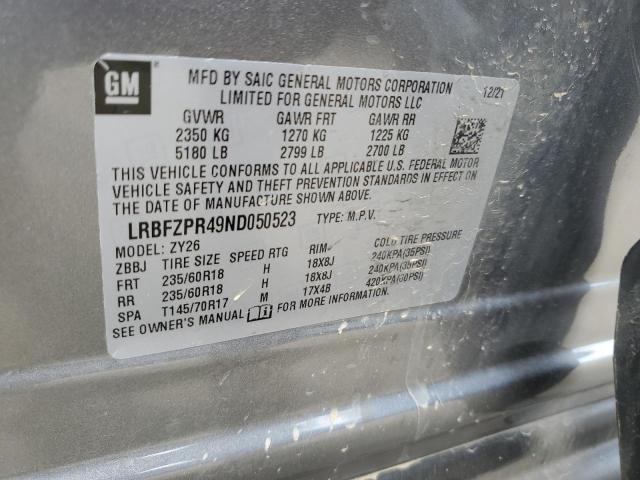 GM
MFD BY SAIC GENERAL MOTORS CORPORATION 12/21
LIMITED FOR GENERAL MOTORS LLC
GVWR GAWR FRT GAWR RR
2350 KG 1270 KG 1225 KG
5180 LB 2799 LB 2700 LB
THIS VEHICLE CONFORMS TO ALL APPLICABLE U.S. FEDERAL MOTOR
VEHICLE SAFETY AND THEFT PREVENTION STANDARDS IN EFFECT ON
THE DATE OF MANUFACTURE SHOWN ABOVE.
LRBFZPR49ND050523 TYPE: M.P.V.
MODEL: ZY26
ZBBJ TIRE SIZE SPEED RTG RIM COLD TIRE PRESSURE
FRT 235/60R18 H 18X8J 240KPA(35PSI)
RR 235/60R18 H 18X8J 240KPA(35PSI)
SPA T145/70R17 M 17X4B 420KPA(60PSI)
SEE OWNER'S MANUAL FOR MORE INFORMATION.